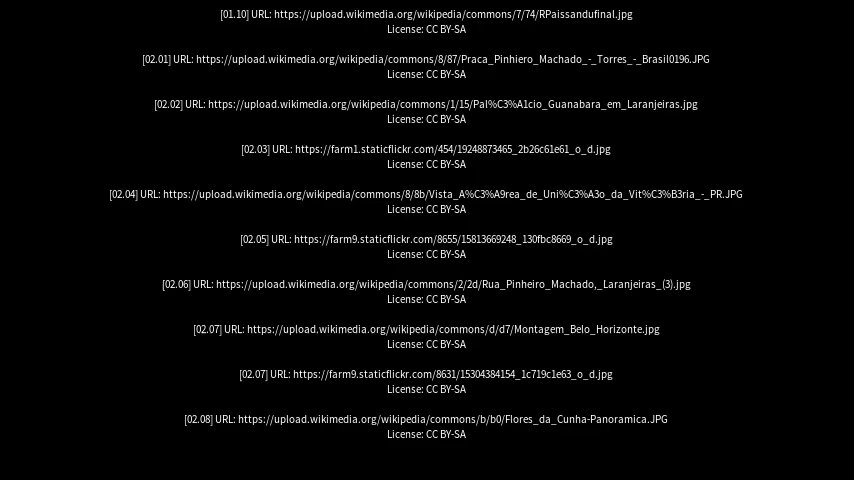 [01.10] URL: https://upload.wikimedia.org/wikipedia/commons/7/74/RPaissandufinal.jpg
License: CC BY-SA
[02.01] URL: https://upload.wikimedia.org/wikipedia/commons/8/87/Praca_Pinhiero_Machado_-_Torres_-_Brasil0196.JPG
License: CC BY-SA
[02.02] URL: https://upload.wikimedia.org/wikipedia/commons/1/15/Pal%C3%A1cio_Guanabara_em_Laranjeiras.jpg
License: CC BY-SA
[02.03] URL: https://farm1.staticflickr.com/454/19248873465_2b26c61e61_o_d.jpg
License: CC BY-SA
[02.04] URL: https://upload.wikimedia.org/wikipedia/commons/8/8b/Vista_A%C3%A9rea_de_Uni%C3%A3o_da_Vit%C3%B3ria_-_PR.JPG
License: CC BY-SA
[02.05] URL: https://farm9.staticflickr.com/8655/15813669248_130fbc8669_o_d.jpg
License: CC BY-SA
[02.06] URL: https://upload.wikimedia.org/wikipedia/commons/2/2d/Rua_Pinheiro_Machado,_Laranjeiras_(3).jpg
License: CC BY-SA
[02.07] URL: https://upload.wikimedia.org/wikipedia/commons/d/d7/Montagem_Belo_Horizonte.jpg
License: CC BY-SA
[02.07] URL: https://farm9.staticflickr.com/8631/15304384154_1c719c1e63_o_d.jpg
License: CC BY-SA
[02.08] URL: https://upload.wikimedia.org/wikipedia/commons/b/b0/Flores_da_Cunha-Panoramica.JPG
License: CC BY-SA